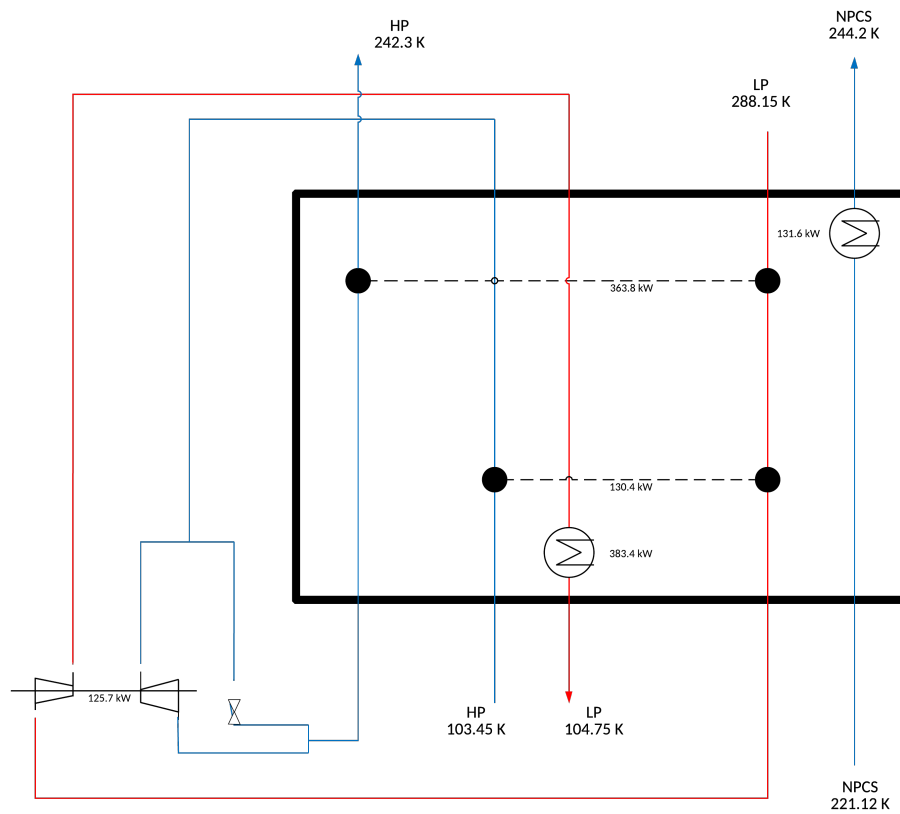 NPCS
244.2 K
HP
242.3 K
LP
288.15 K
131.6 kW
363.8 kW
130.4 kW
383.4 kW
125.7 kW
HP
103.45 K
LP
104.75 K
NPCS
221.12 K